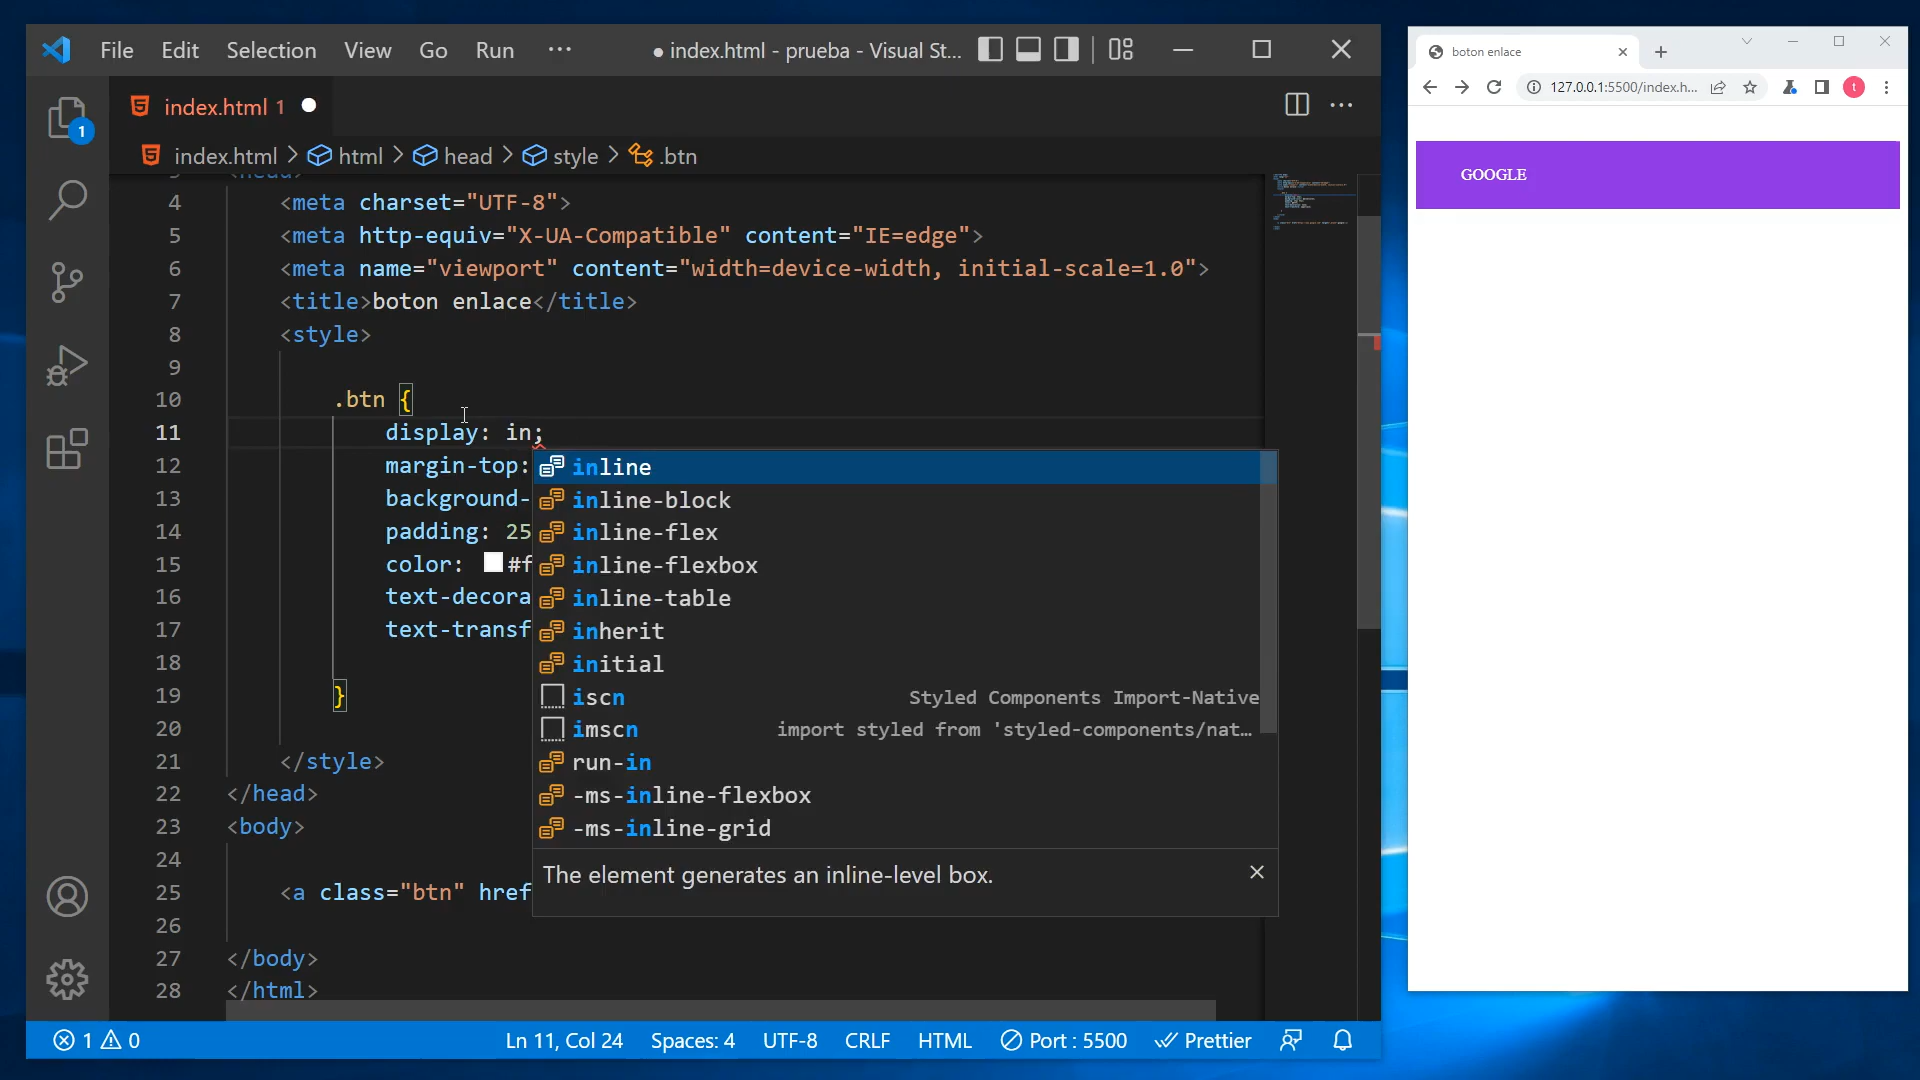 File Edit Selection View Go Run ··· ● index.html - prueba - Visual St...
index.html 1 ●
index.html > html > head > style > .btn
4 <meta charset="UTF-8">
5 <meta http-equiv="X-UA-Compatible" content="IE=edge">
6 <meta name="viewport" content="width=device-width, initial-scale=1.0">
7 <title>boton enlace</title>
8 <style>
9
10 .btn {
11 display: in;
12 margin-top:
13 background-
14 padding: 25
15 color: #f
16 text-decora
17 text-transf
18
19 }
20
21 </style>
22 </head>
23 <body>
24
25 <a class="btn" href
26
27 </body>
28 </html>
inline
inline-block
inline-flex
inline-flexbox
inline-table
inherit
initial
iscn Styled Components Import-Native
imscn import styled from 'styled-components/nat...
run-in
-ms-inline-flexbox
-ms-inline-grid
The element generates an inline-level box.
1
1 0 Ln 11, Col 24 Spaces: 4 UTF-8 CRLF HTML Port : 5500 Prettier
boton enlace
127.0.0.1:5500/index.h... t
GOOGLE